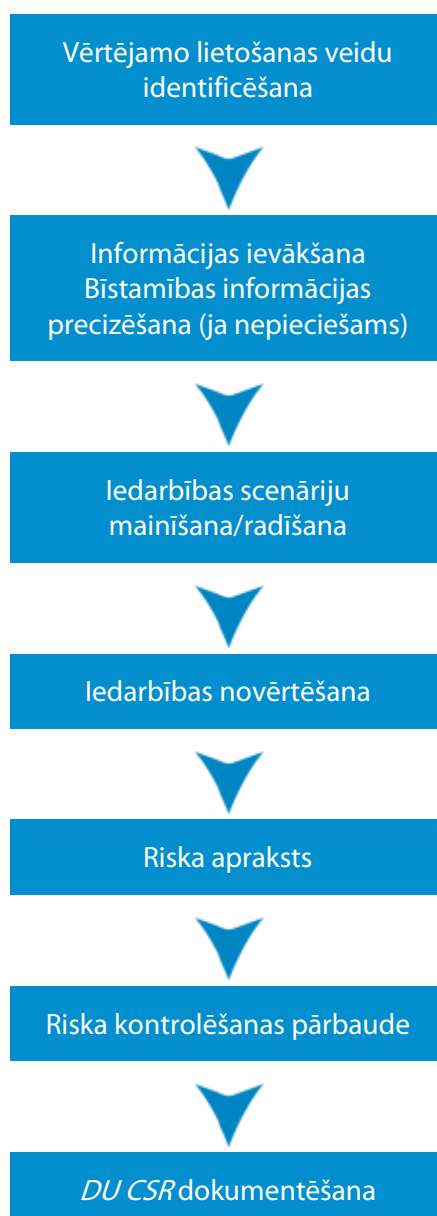 Vērtējamo lietošanas veidu
identificēšana
Informācijas ievākšana
Bīstamības informācijas
precizēšana (ja nepieciešams)
Iedarbības scenāriju
mainīšana/radīšana
Iedarbības novērtēšana
Riska apraksts
Riska kontrolēšanas pārbaude
DU CSR dokumentēšana